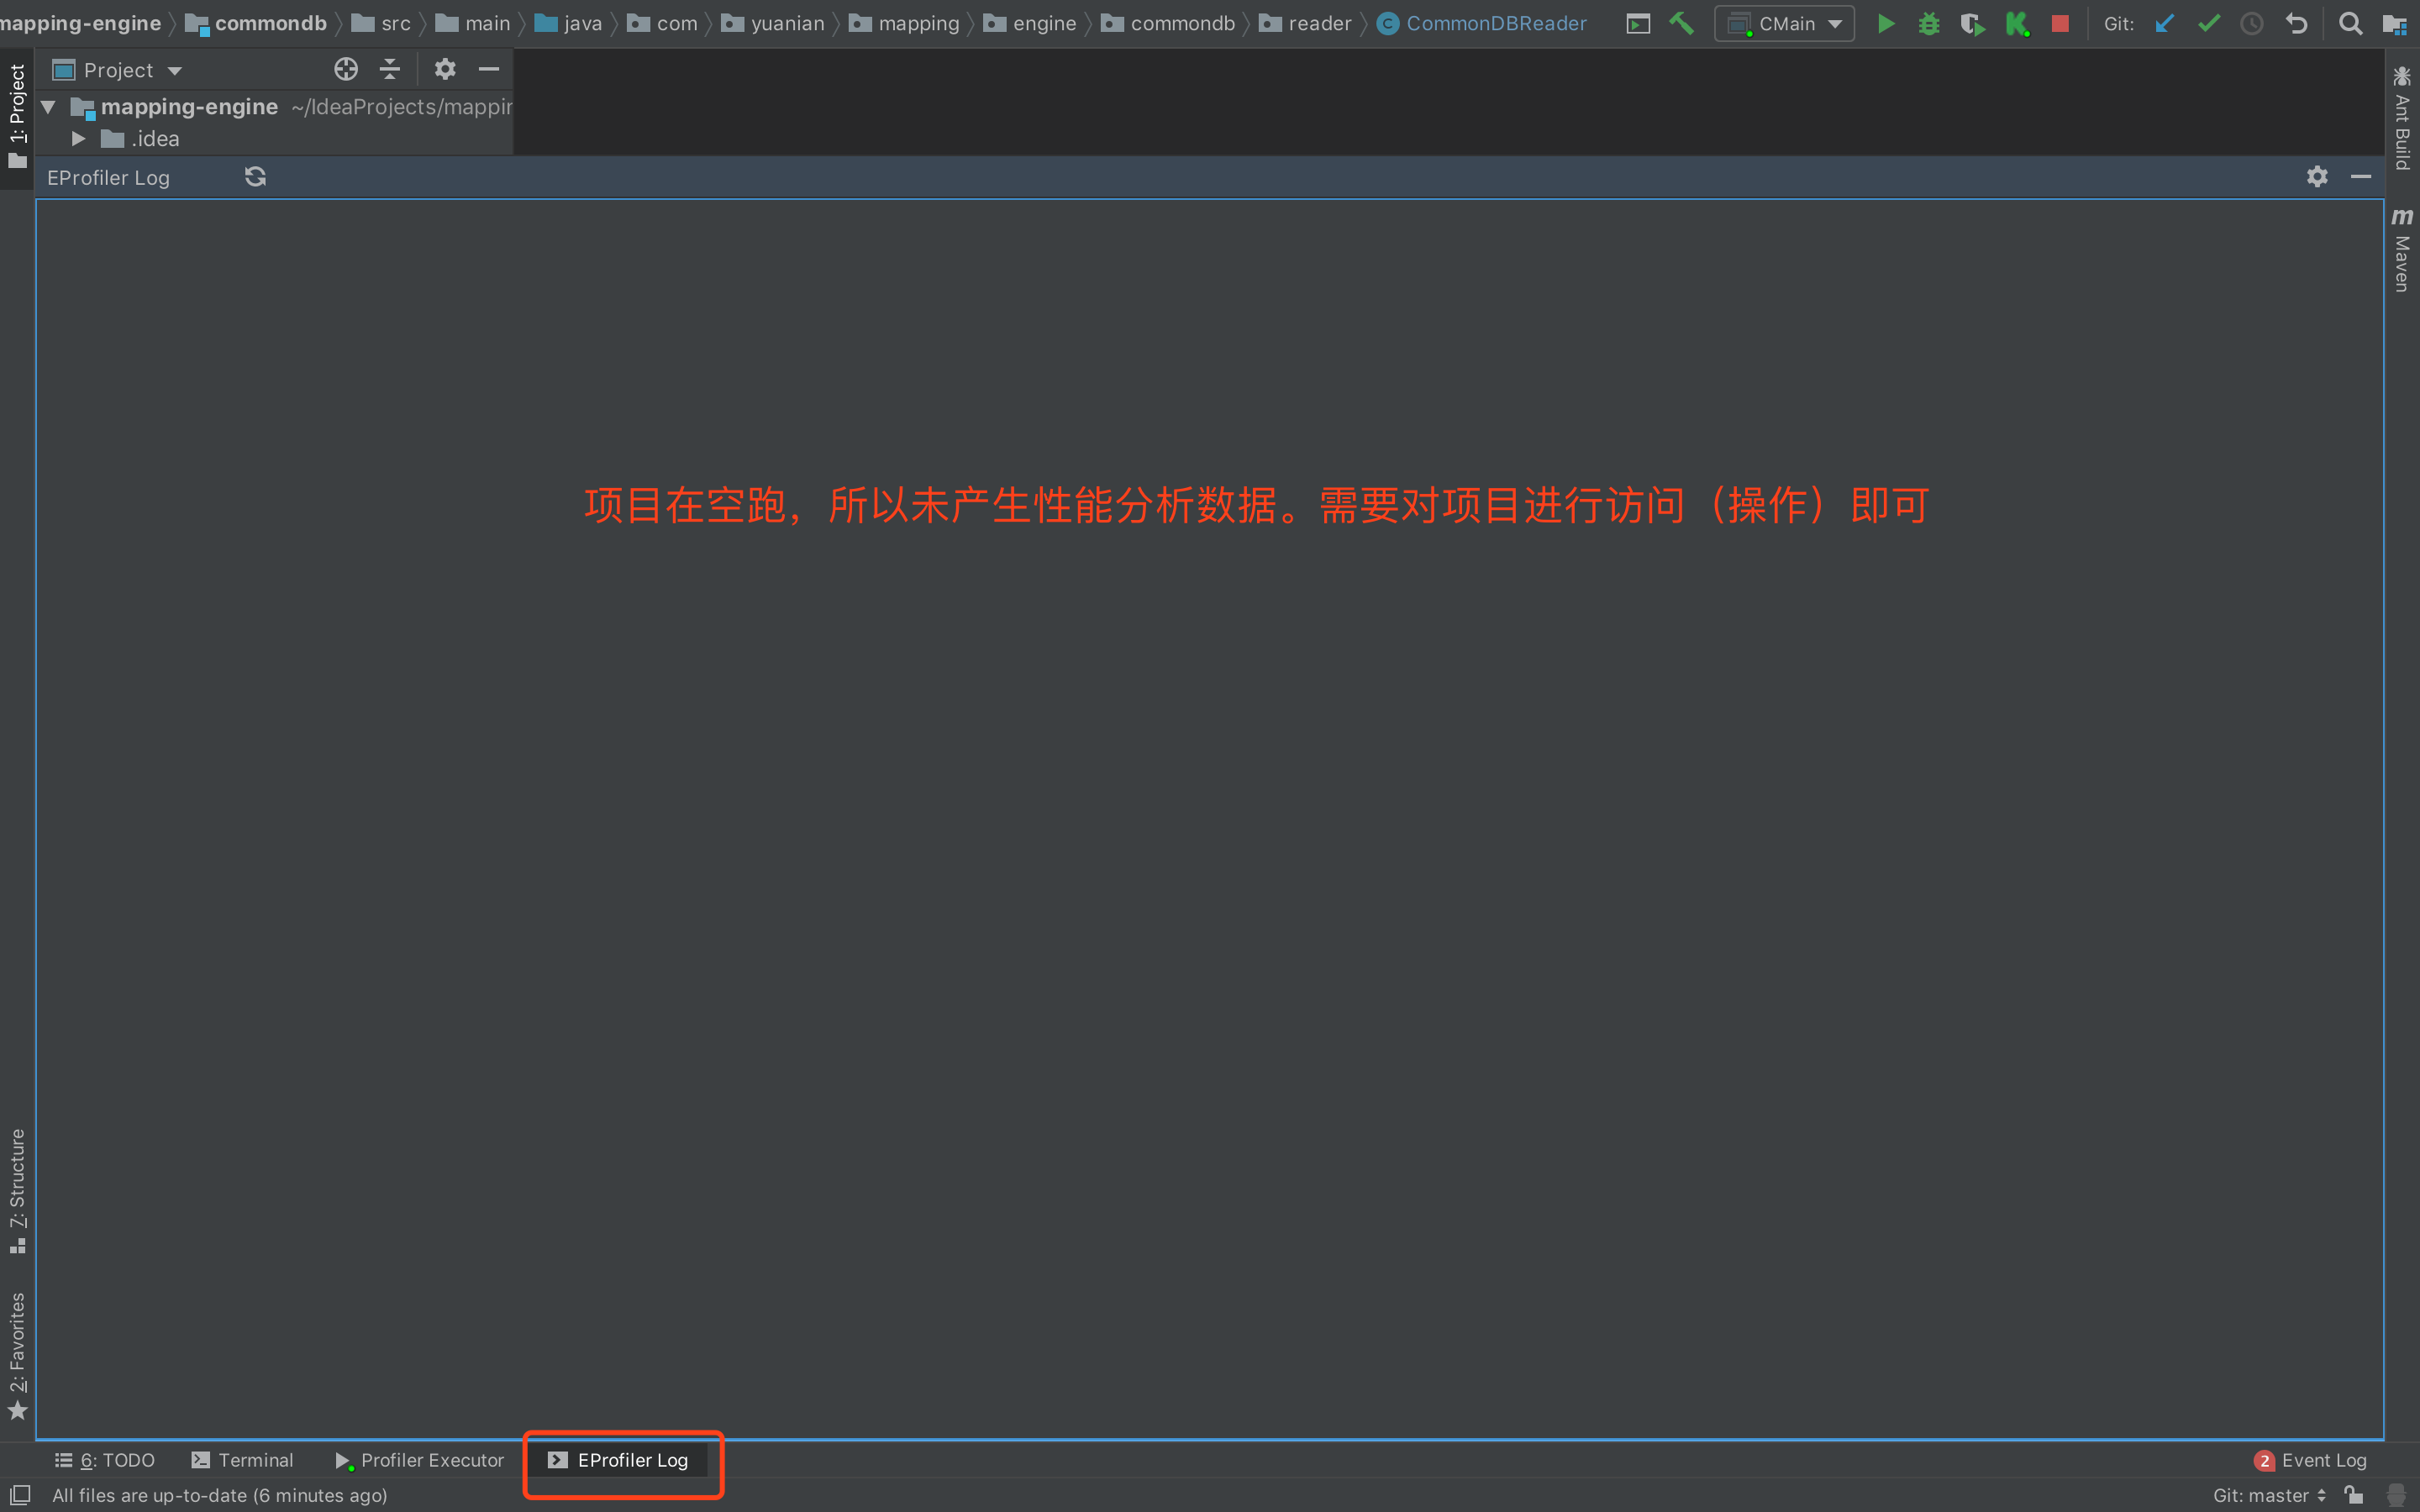 mapping-engine commondb src main java com yuanian mapping engine commondb reader CommonDBReader CMain Git:
Project
mapping-engine ~/IdeaProjects/mappin
.idea
EProfiler Log
项目在空跑，所以未产生性能分析数据。需要对项目进行访问（操作）即可
1: Project
7: Structure
2: Favorites
Ant Build
m Maven
6: TODO Terminal Profiler Executor EProfiler Log 2 Event Log
All files are up-to-date (6 minutes ago) Git: master